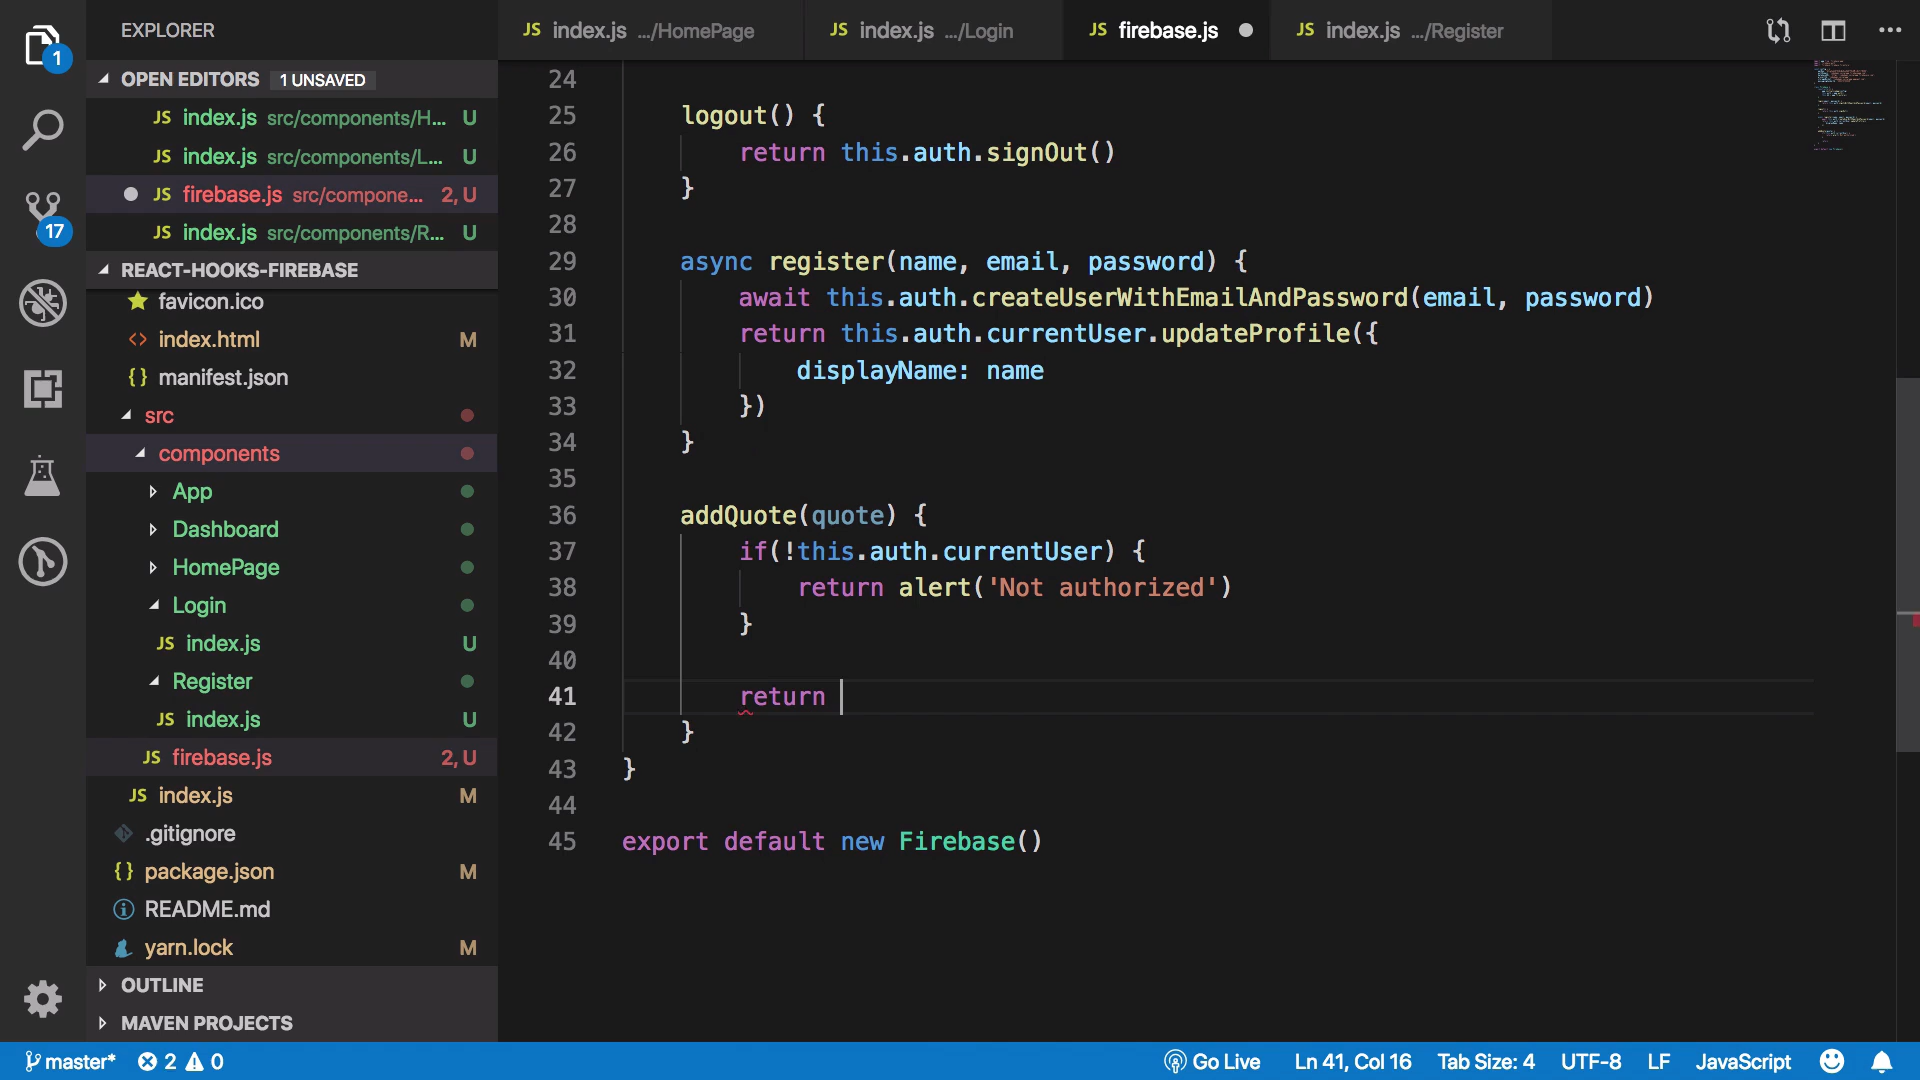 EXPLORER
1
OPEN EDITORS 1 UNSAVED
JS index.js src/components/H... U
JS index.js src/components/L... U
JS firebase.js src/compone... 2, U
JS index.js src/components/R... U
17
REACT-HOOKS-FIREBASE
favicon.ico
<> index.html M
{} manifest.json
src
components
App
Dashboard
HomePage
Login
JS index.js U
Register
JS index.js U
JS firebase.js 2, U
JS index.js M
.gitignore
{} package.json M
README.md
yarn.lock M
OUTLINE
MAVEN PROJECTS
JS index.js .../HomePage
JS index.js .../Login
JS firebase.js
JS index.js .../Register
24
25 logout() {
26 return this.auth.signOut()
27 }
28
29 async register(name, email, password) {
30 await this.auth.createUserWithEmailAndPassword(email, password)
31 return this.auth.currentUser.updateProfile({
32 displayName: name
33 })
34 }
35
36 addQuote(quote) {
37 if(!this.auth.currentUser) {
38 return alert('Not authorized')
39 }
40
41 return
42 }
43 }
44
45 export default new Firebase()
master* 2 0 Go Live Ln 41, Col 16 Tab Size: 4 UTF-8 LF JavaScript